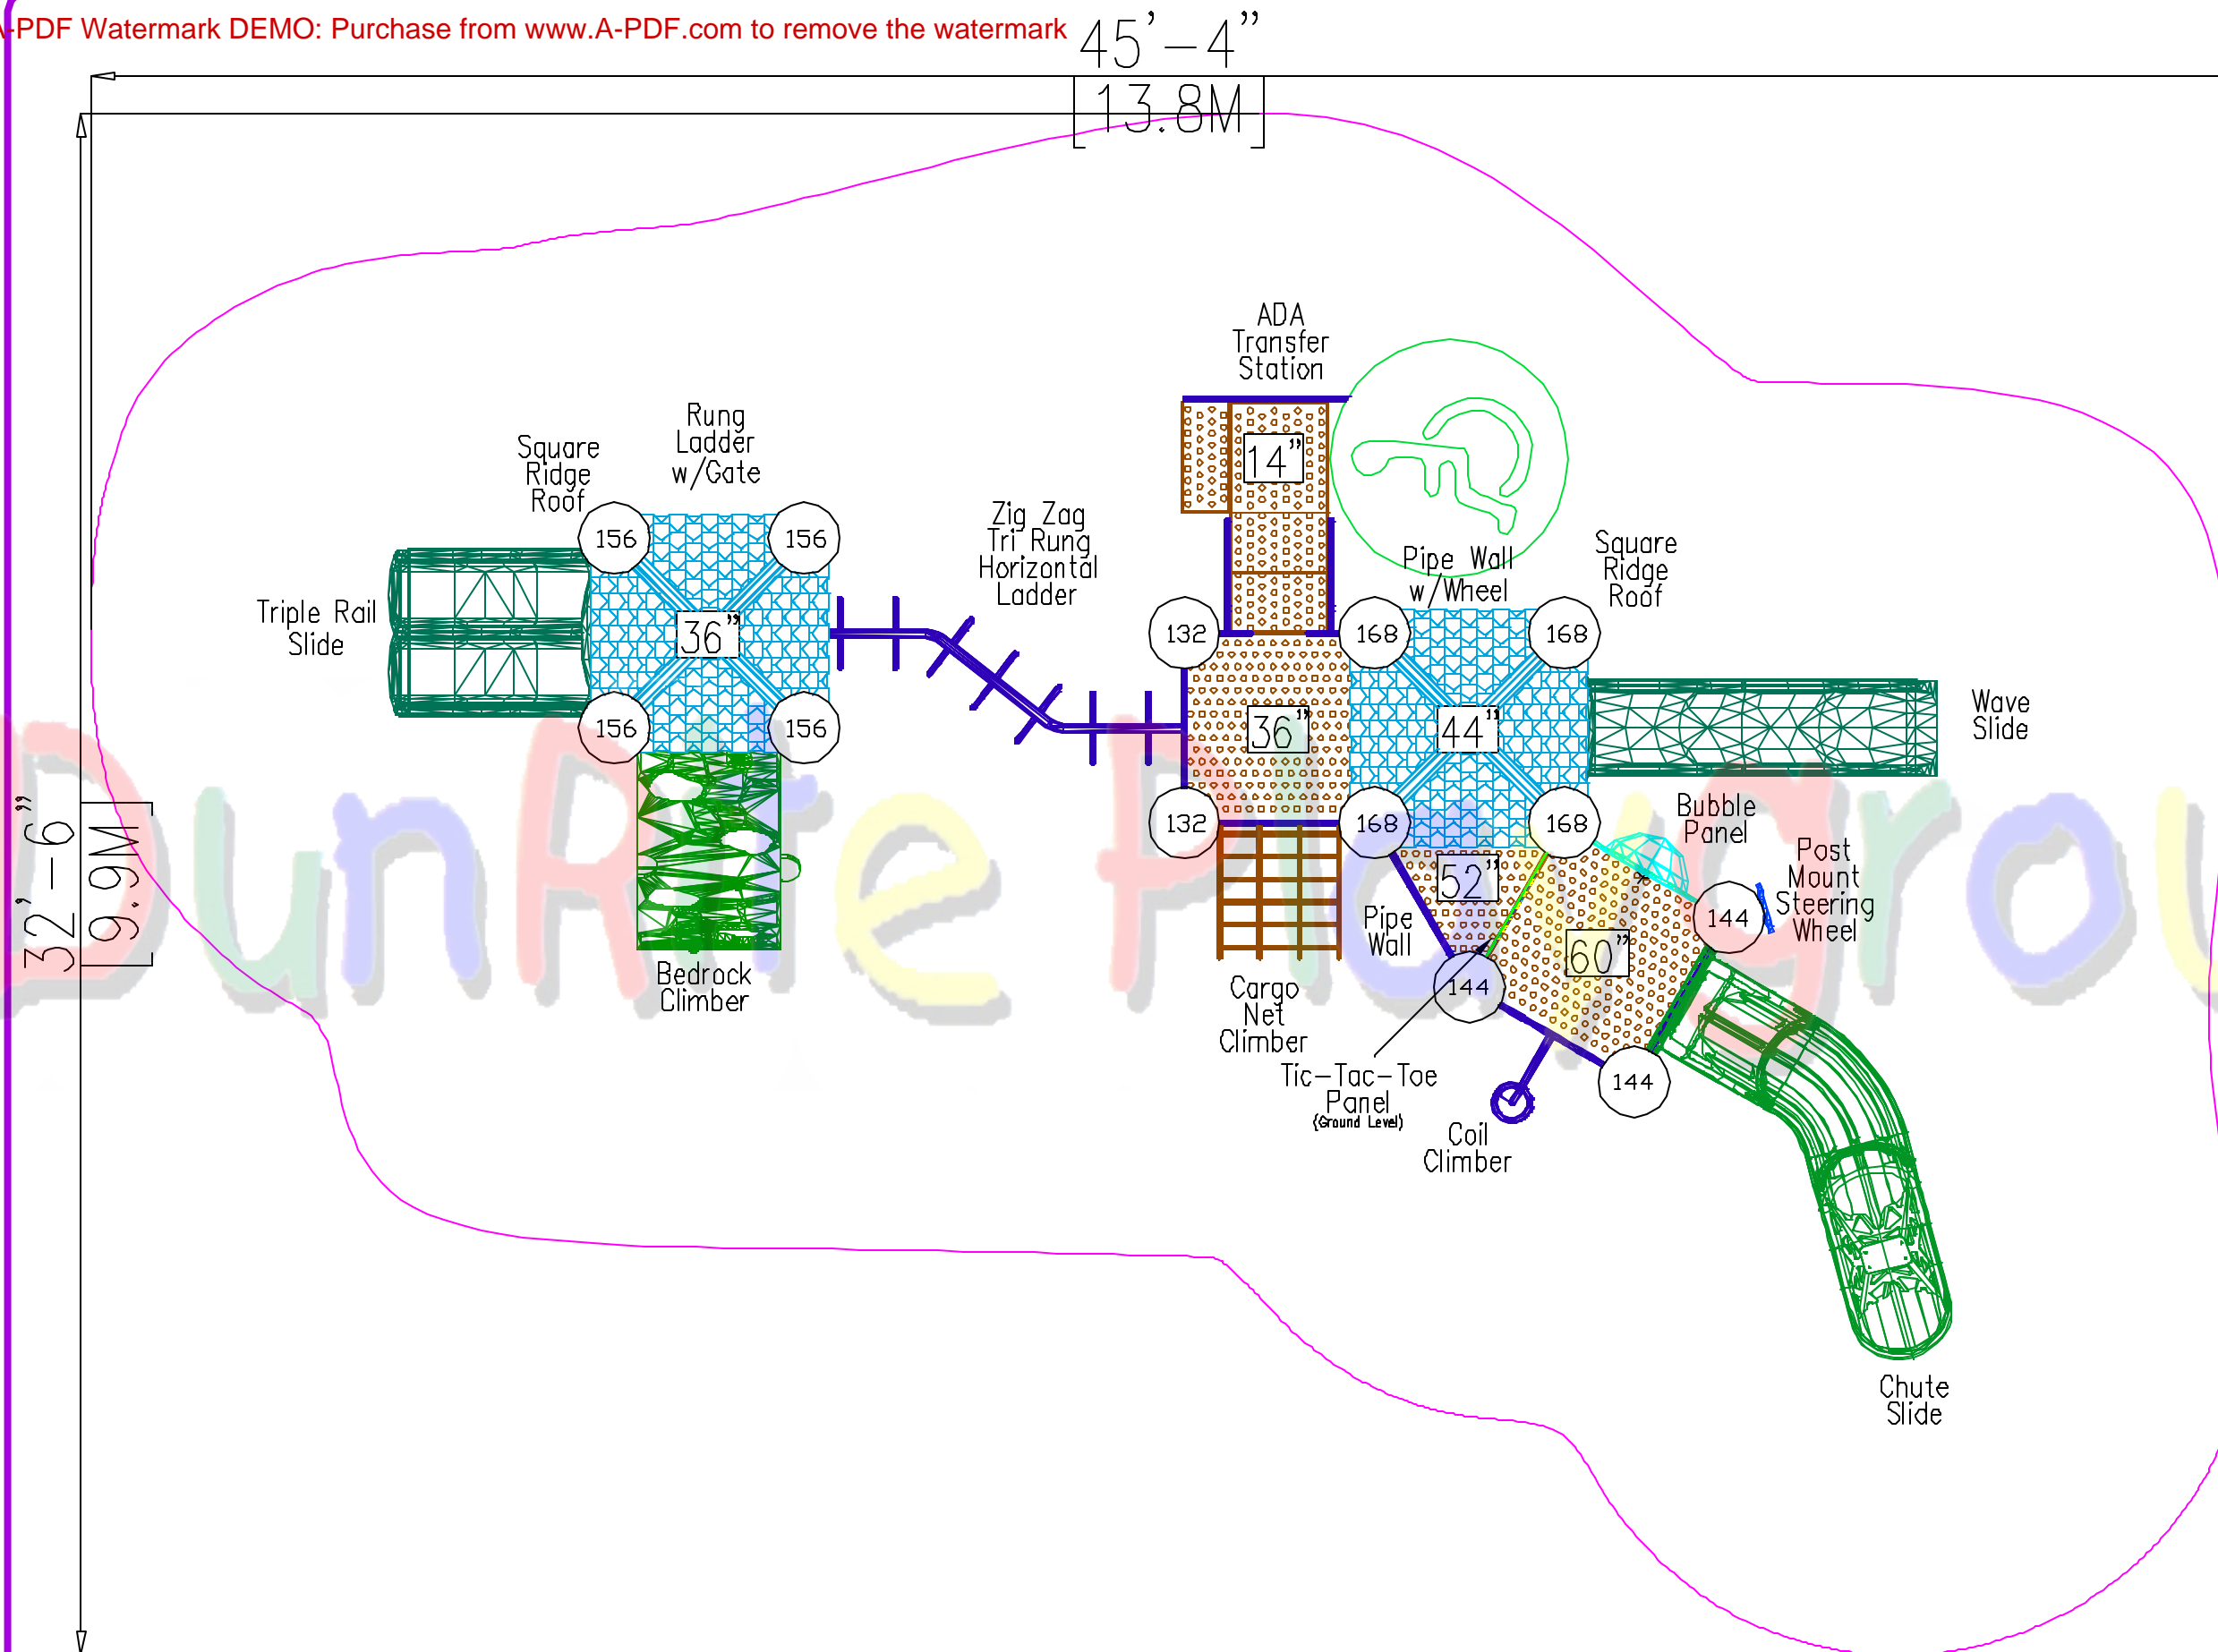 A-PDF Watermark DEMO: Purchase from www.A-PDF.com to remove the watermark
45'-4"
[13.8M]
32'-6"
[9.9M]
ADA
Transfer
Station
14"
Rung
Ladder
w/Gate
Square
Ridge
Roof
156
156
Zig Zag
Tri Rung
Horizontal
Ladder
Pipe Wall
w/Wheel
Square
Ridge
Roof
Triple Rail
Slide
36"
132
168
168
156
156
36"
44"
Wave
Slide
132
168
168
Bubble
Panel
Post
Mount
Steering
Wheel
52"
144
Pipe
Wall
60"
Bedrock
Climber
144
Cargo
Net
Climber
144
Tic-Tac-Toe
Panel
(Ground Level)
Coil
Climber
Chute
Slide
DunRite Playgrou